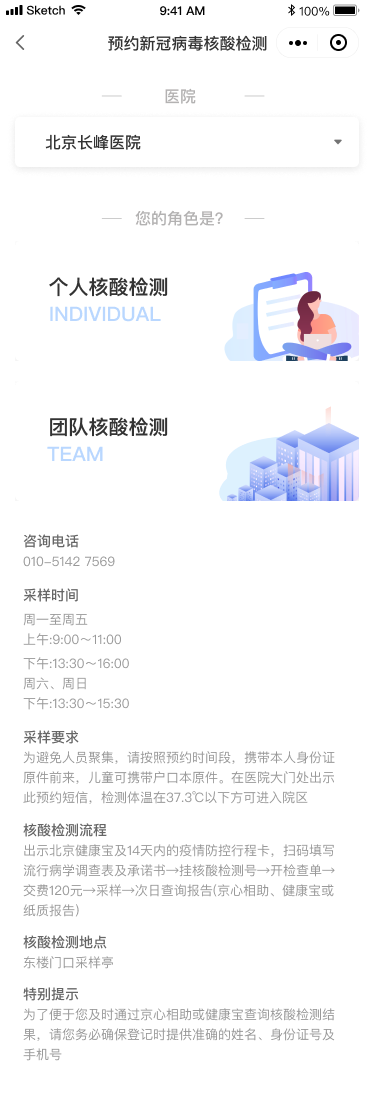 Sketch
9:41 AM
100%
预约新冠病毒核酸检测
医院
北京长峰医院
您的角色是?
个人核酸检测
INDIVIDUAL
团队核酸检测
TEAM
咨询电话
010-5142 7569
采样时间
周一至周五
上午:9:00～11:00
下午:13:30～16:00
周六、周日
下午:13:30～15:30
采样要求
为避免人员聚集，请按照预约时间段，携带本人身份证
原件前来，儿童可携带户口本原件。在医院大门处出示
此预约短信，检测体温在37.3℃以下方可进入院区
核酸检测流程
出示北京健康宝及14天内的疫情防控行程卡，扫码填写
流行病学调查表及承诺书→挂核酸检测号→开检查单→
交费120元→采样→次日查询报告(京心相助、健康宝或
纸质报告)
核酸检测地点
东楼门口采样亭
特别提示
为了便于您及时通过京心相助或健康宝查询核酸检测结
果，请您务必确保登记时提供准确的姓名、身份证号及
手机号